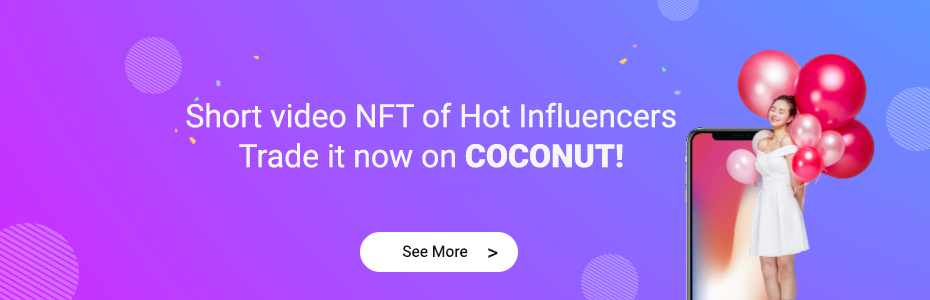 Short video NFT of Hot Influencers
Trade it now on COCONUT!
See More >